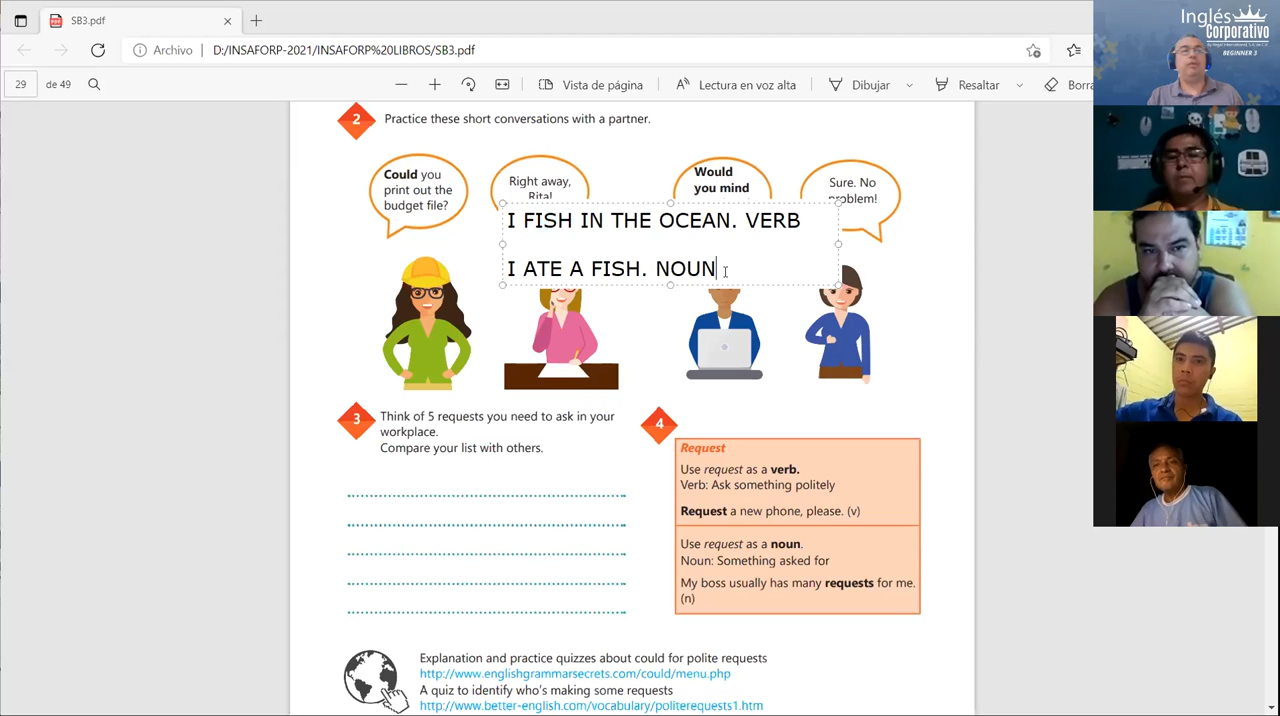 SB3.pdf
Archivo
D:/INSAFORP-2021/INSAFORP%20LIBROS/SB3.pdf
29
de 49
Vista de página
Lectura en voz alta
Dibujar
Resaltar
Borra
Inglés
Corporativo
BEGINNER 3
2
Practice these short conversations with a partner.
Could you
print out the
budget file?
Right away,
Rita!
Would
you mind
Sure. No
problem!
I FISH IN THE OCEAN. VERB
I ATE A FISH. NOUN
3
Think of 5 requests you need to ask in your
workplace.
Compare your list with others.
4
Request
Use request as a verb.
Verb: Ask something politely
Request a new phone, please. (v)
Use request as a noun.
Noun: Something asked for
My boss usually has many requests for me.
(n)
Explanation and practice quizzes about could for polite requests
http://www.englishgrammarsecrets.com/could/menu.php
A quiz to identify who's making some requests
http://www.better-english.com/vocabulary/politerequests1.htm